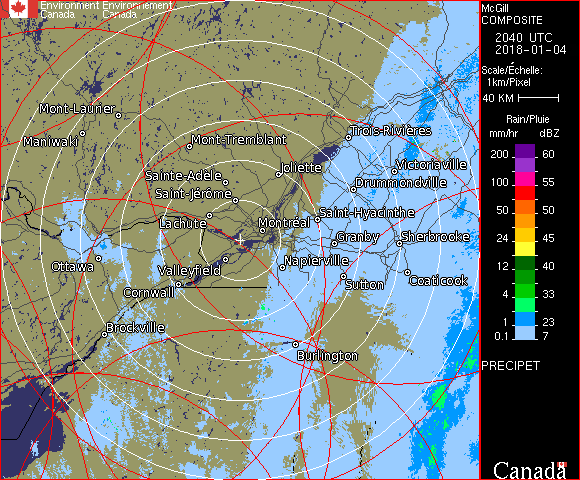 Environment Environnement
Canada Canada
McGill
COMPOSITE
2040 UTC
2018-01-04
Scale/Échelle:
1km/Pixel
40 KM
Rain/Pluie
mm/hr dBZ
200 60
100 55
50 50
24 45
12 40
4 33
1 23
0.1 7
PRECIPET
Canada
Mont-Laurier
Maniwaki
Mont-Tremblant
Trois-Rivières
Sainte-Adèle
Joliette
Victoriaville
Saint-Jérôme
Drummondville
Lachute
Montréal
Saint-Hyacinthe
Granby
Sherbrooke
Ottawa
Valleyfield
Napierville
Cornwall
Sutton
Coaticook
Brockville
Burlington